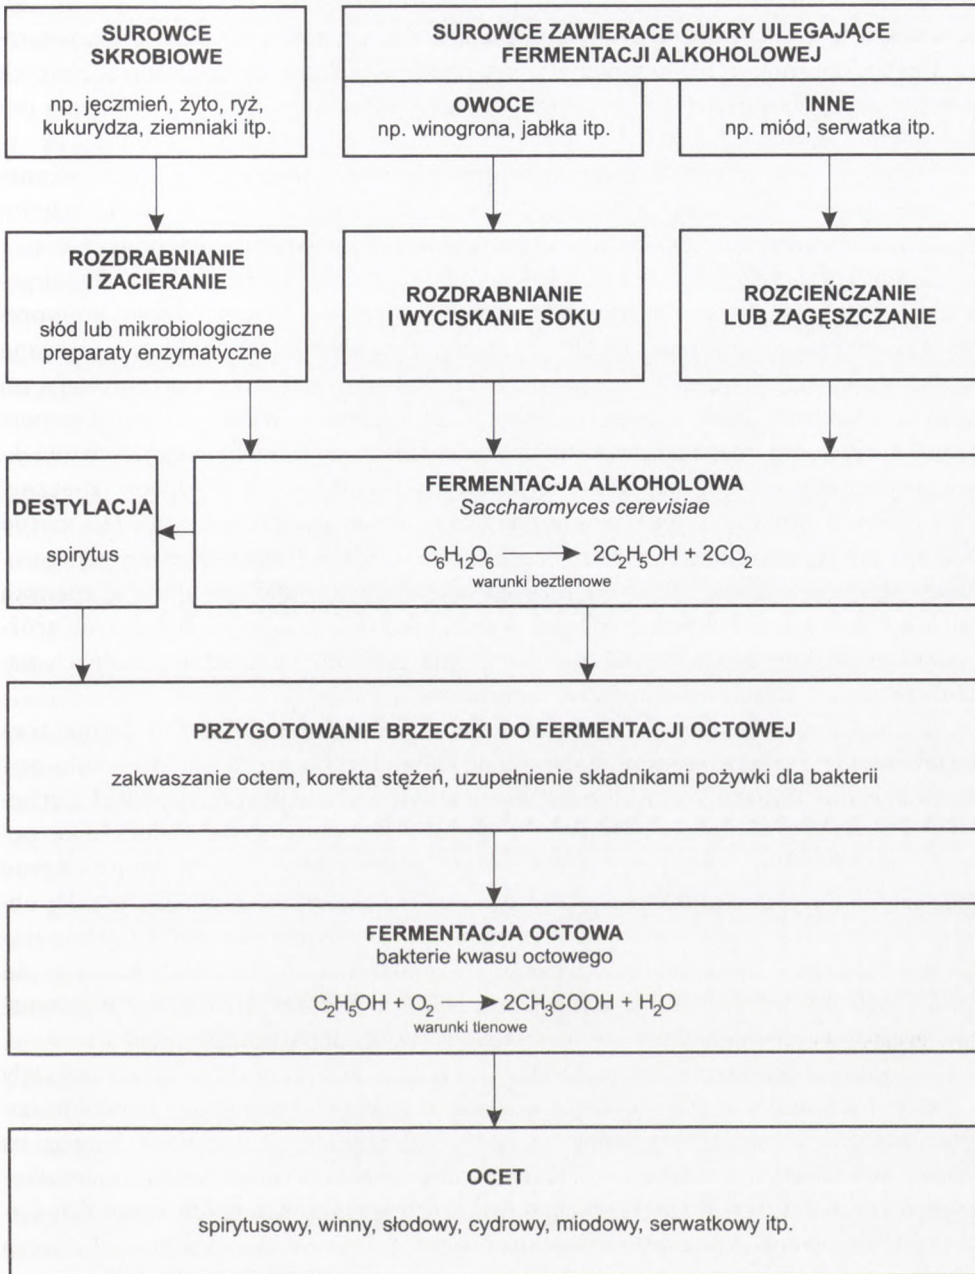 SUROWCE
SKROBIOWE
np. jęczmień, żyto, ryż,
kukurydza, ziemniaki itp.
SUROWCE ZAWIERACE CUKRY ULEGAJĄCE
FERMENTACJ ALKOHOLOWEJ
OWOCE
np. winogrona, jabłka itp.
INNE
np. miód, serwatka itp.
ROZDRABNIANIE
I ZACIERANIE
słód lub mikrobiologiczne
preparaty enzymatyczne
ROZDRABNIANIE
I WYCISKANIE SOKU
ROZCIEŃCZANIE
LUB ZAGĘSZCZANIE
DESTYLACJA
spirytus
FERMENTACJA ALKOHOLOWA
Saccharomyces cerevisiae
C₆H₁₂O₆ → 2C₂H₅OH + 2CO₂
warunki beztlenowe
PRZYGOTOWANIE BRZECZKI DO FERMENTACJI OCTOWEJ
zakwaszanie octem, korekta stężeń, uzupełnienie składnikami pożywki dla bakterii
FERMENTACJA OCTOWA
bakterie kwasu octowego
C₂H₅OH + O₂ → 2CH₃COOH + H₂O
warunki tlenowe
OCET
spirytusowy, winny, słodowy, cydrowy, miodowy, serwatkowy itp.